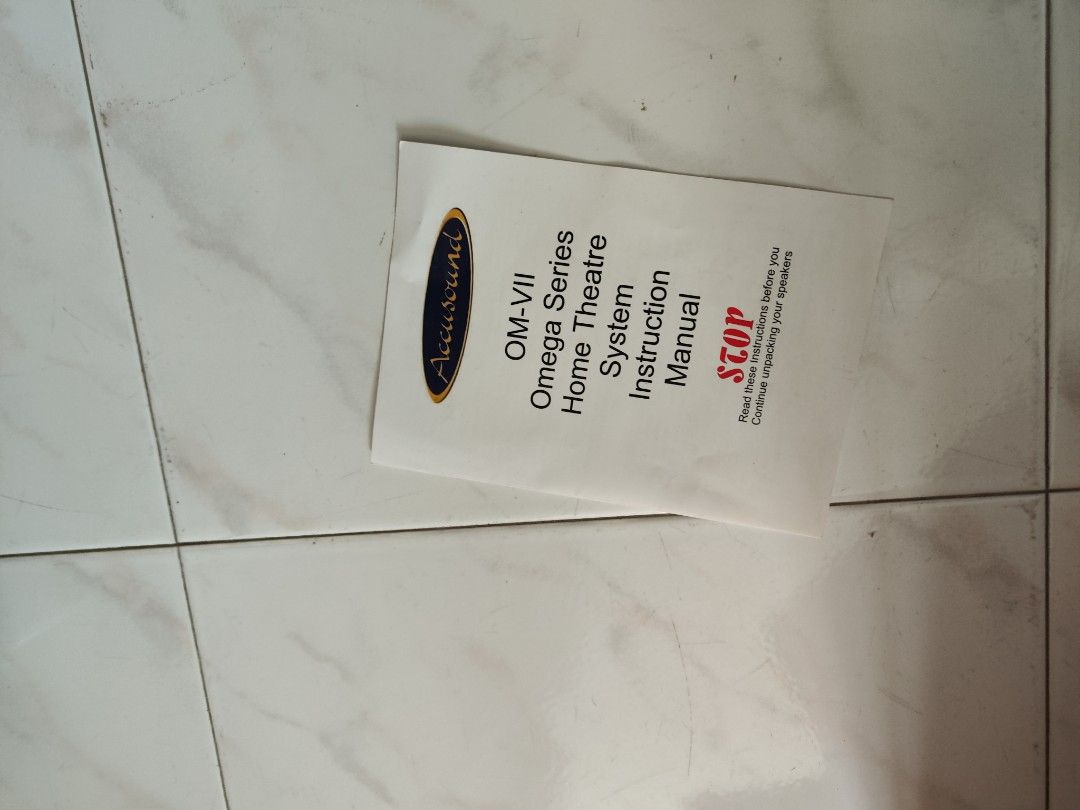 Accusound
OM-VII
Omega Series
Home Theatre
System
Instruction
Manual
STOP
Read these Instructions before you
Continue unpacking your speakers